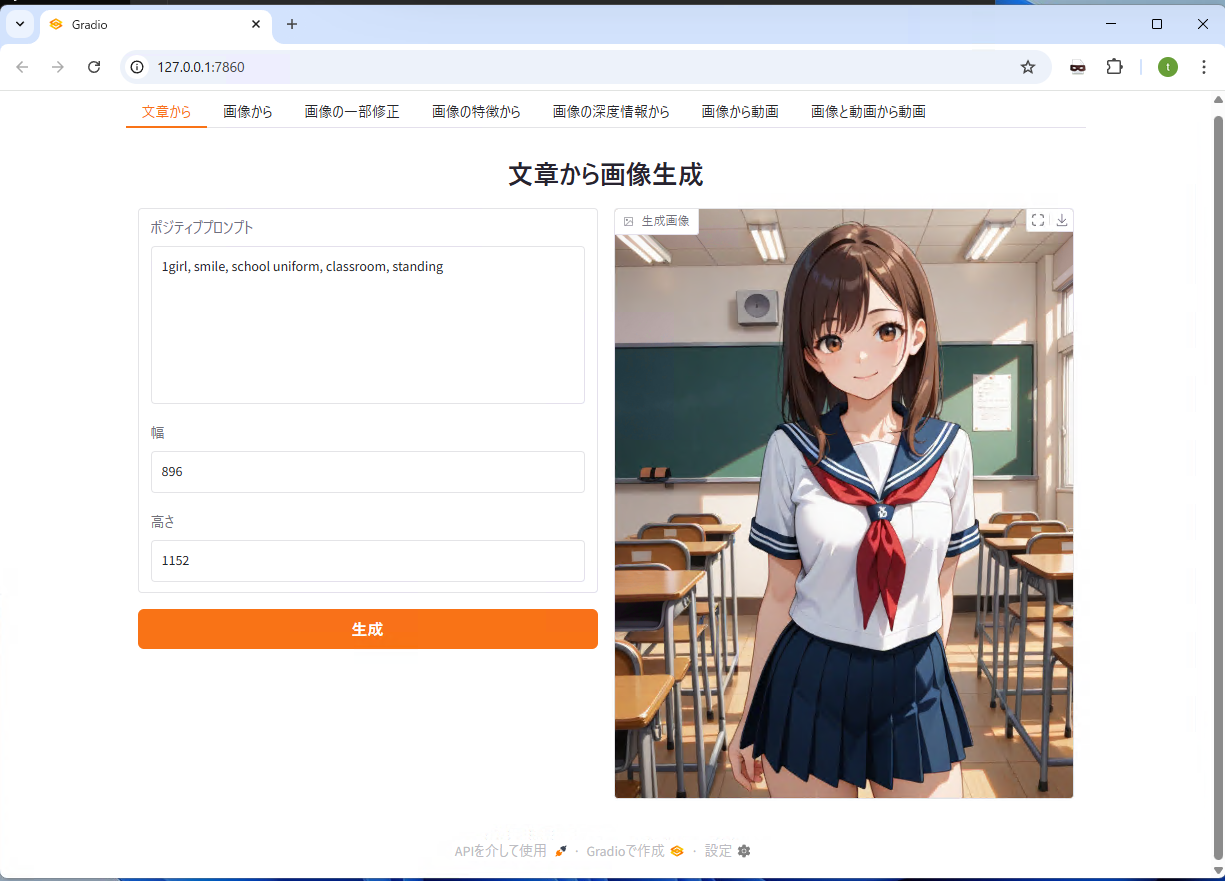 Gradio
127.0.0.1:7860
t
文章から 画像から 画像の一部修正 画像の特徴から 画像の深度情報から 画像から動画 画像と動画から動画
文章から画像生成
ポジティブプロンプト
1girl, smile, school uniform, classroom, standing
幅
896
高さ
1152
生成
生成画像
APIを介して使用 · Gradioで作成 · 設定